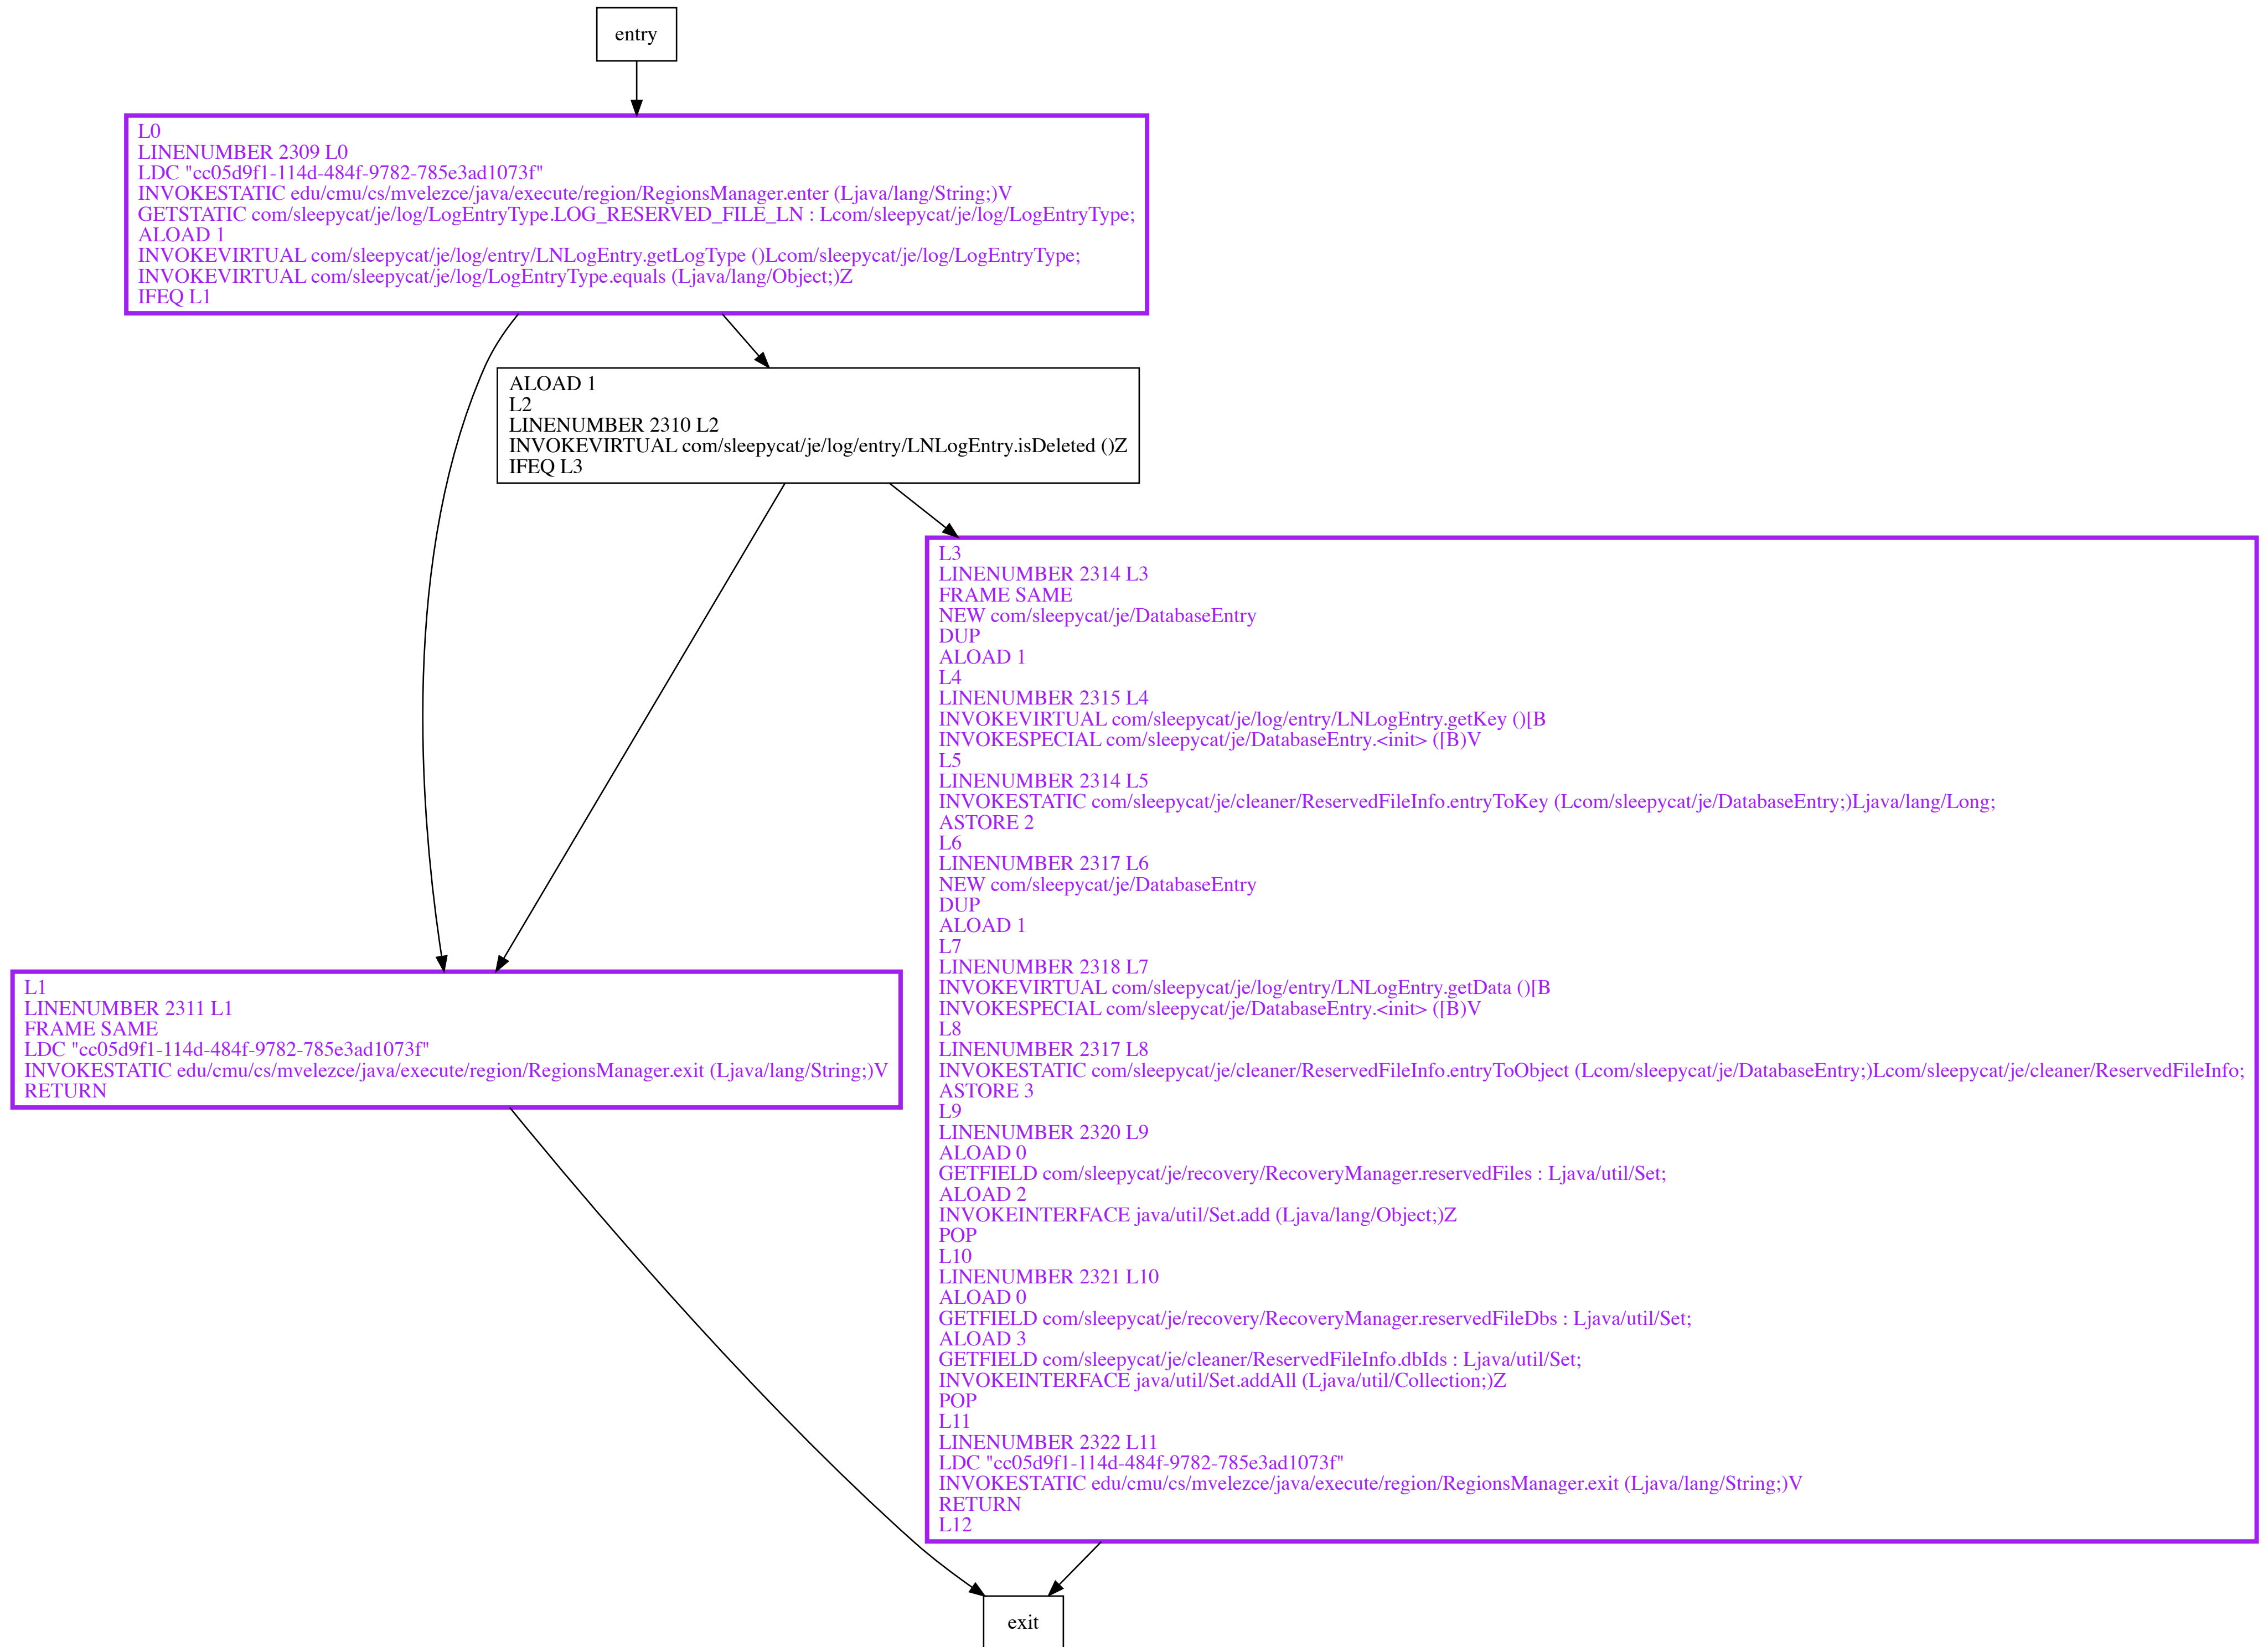 entry
L0
LINENUMBER 2309 L0
LDC "cc05d9f1-114d-484f-9782-785e3ad1073f"
INVOKESTATIC edu/cmu/cs/mvelezce/java/execute/region/RegionsManager.enter (Ljava/lang/String;)V
GETSTATIC com/sleepycat/je/log/LogEntryType.LOG_RESERVED_FILE_LN : Lcom/sleepycat/je/log/LogEntryType;
ALOAD 1
INVOKEVIRTUAL com/sleepycat/je/log/entry/LNLogEntry.getLogType ()Lcom/sleepycat/je/log/LogEntryType;
INVOKEVIRTUAL com/sleepycat/je/log/LogEntryType.equals (Ljava/lang/Object;)Z
IFEQ L1
ALOAD 1
L2
LINENUMBER 2310 L2
INVOKEVIRTUAL com/sleepycat/je/log/entry/LNLogEntry.isDeleted ()Z
IFEQ L3
L3
LINENUMBER 2314 L3
FRAME SAME
NEW com/sleepycat/je/DatabaseEntry
DUP
ALOAD 1
L4
LINENUMBER 2315 L4
INVOKEVIRTUAL com/sleepycat/je/log/entry/LNLogEntry.getKey ()[B
INVOKESPECIAL com/sleepycat/je/DatabaseEntry.<init> ([B)V
L5
LINENUMBER 2314 L5
INVOKESTATIC com/sleepycat/je/cleaner/ReservedFileInfo.entryToKey (Lcom/sleepycat/je/DatabaseEntry;)Ljava/lang/Long;
ASTORE 2
L6
LINENUMBER 2317 L6
NEW com/sleepycat/je/DatabaseEntry
DUP
ALOAD 1
L7
LINENUMBER 2318 L7
INVOKEVIRTUAL com/sleepycat/je/log/entry/LNLogEntry.getData ()[B
INVOKESPECIAL com/sleepycat/je/DatabaseEntry.<init> ([B)V
L8
LINENUMBER 2317 L8
INVOKESTATIC com/sleepycat/je/cleaner/ReservedFileInfo.entryToObject (Lcom/sleepycat/je/DatabaseEntry;)Lcom/sleepycat/je/cleaner/ReservedFileInfo;
ASTORE 3
L9
LINENUMBER 2320 L9
ALOAD 0
GETFIELD com/sleepycat/je/recovery/RecoveryManager.reservedFiles : Ljava/util/Set;
ALOAD 2
INVOKEINTERFACE java/util/Set.add (Ljava/lang/Object;)Z
POP
L10
LINENUMBER 2321 L10
ALOAD 0
GETFIELD com/sleepycat/je/recovery/RecoveryManager.reservedFileDbs : Ljava/util/Set;
ALOAD 3
GETFIELD com/sleepycat/je/cleaner/ReservedFileInfo.dbIds : Ljava/util/Set;
INVOKEINTERFACE java/util/Set.addAll (Ljava/util/Collection;)Z
POP
L11
LINENUMBER 2322 L11
LDC "cc05d9f1-114d-484f-9782-785e3ad1073f"
INVOKESTATIC edu/cmu/cs/mvelezce/java/execute/region/RegionsManager.exit (Ljava/lang/String;)V
RETURN
L12
L1
LINENUMBER 2311 L1
FRAME SAME
LDC "cc05d9f1-114d-484f-9782-785e3ad1073f"
INVOKESTATIC edu/cmu/cs/mvelezce/java/execute/region/RegionsManager.exit (Ljava/lang/String;)V
RETURN
exit